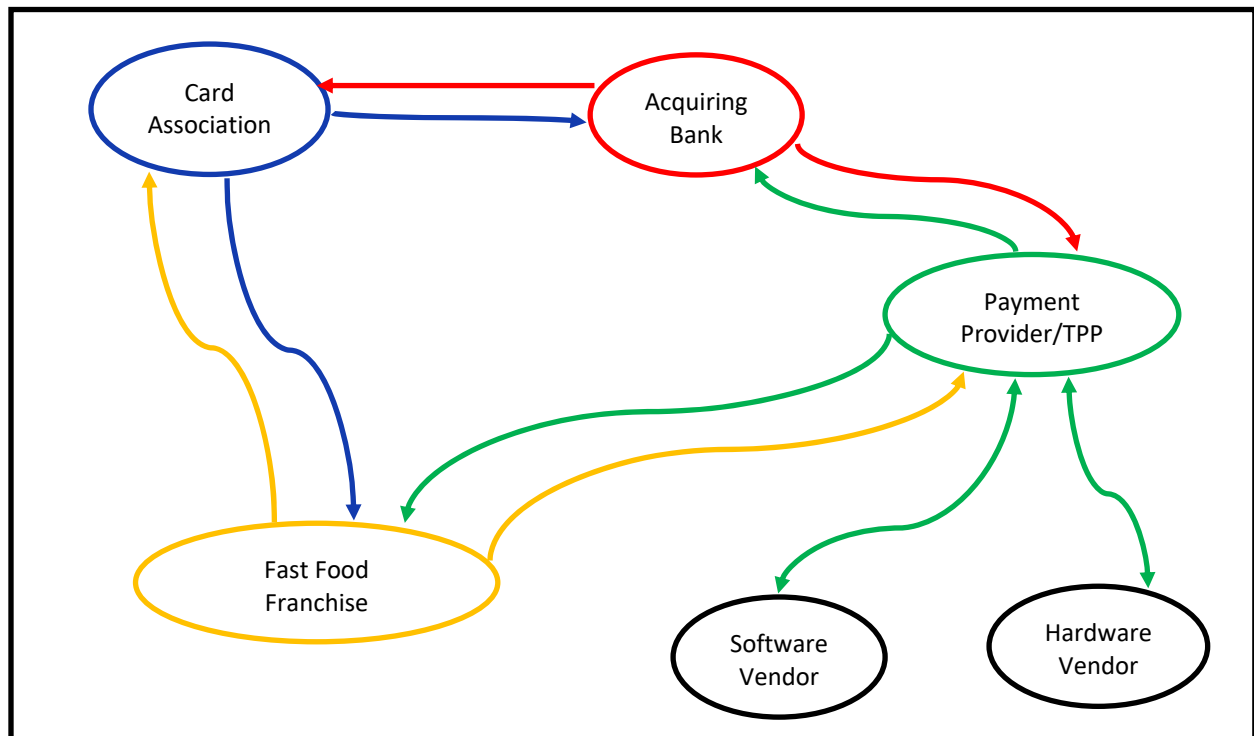 Card
Association
Acquiring
Bank
Payment
Provider/TPP
Fast Food
Franchise
Software
Vendor
Hardware
Vendor